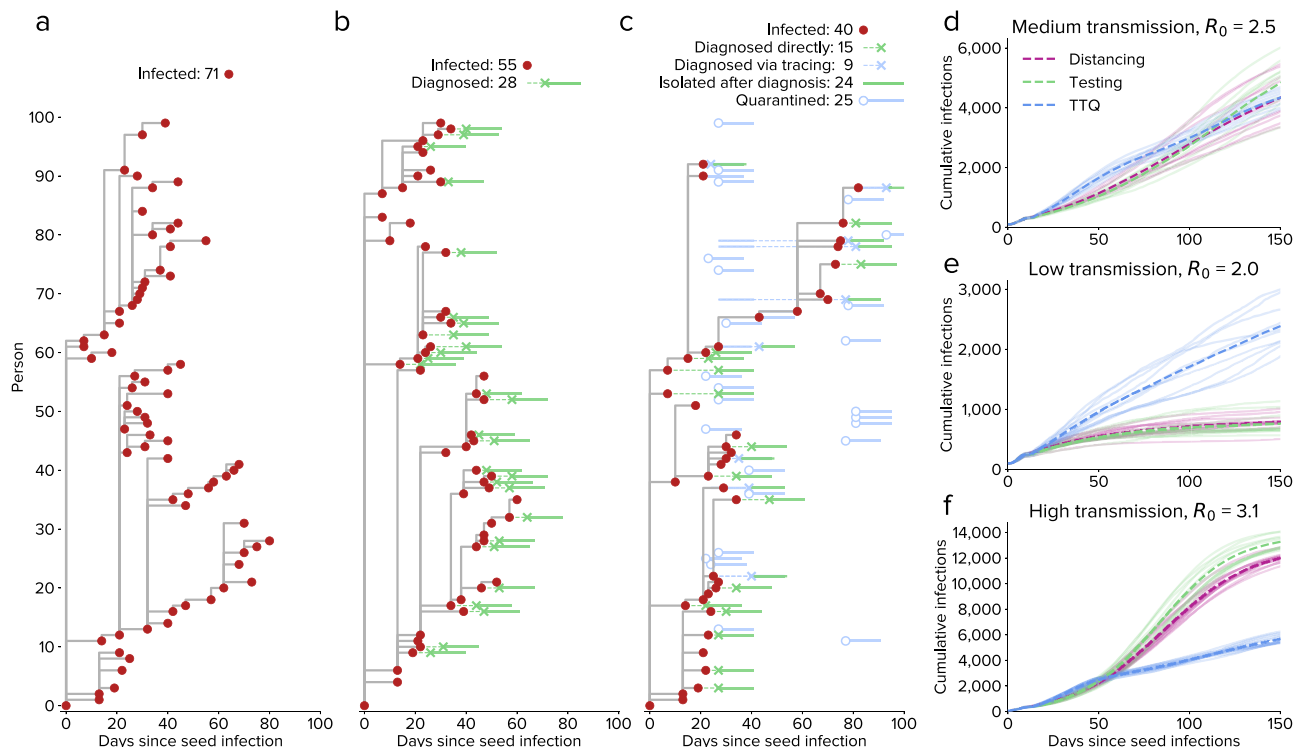 a
Infected: 71
Person
100
90
80
70
60
50
40
30
20
10
0
0 20 40 60 80 100
Days since seed infection
b
Infected: 55
Diagnosed: 28
0 20 40 60 80 100
Days since seed infection
c
Infected: 40
Diagnosed directly: 15
Diagnosed via tracing: 9
Isolated after diagnosis: 24
Quarantined: 25
0 20 40 60 80 100
Days since seed infection
d
Medium transmission, R0 = 2.5
Distancing
Testing
TTQ
Cumulative infections
6,000
4,000
2,000
0
0 50 100 150
e
Low transmission, R0 = 2.0
Cumulative infections
3,000
2,000
1,000
0
0 50 100 150
f
High transmission, R0 = 3.1
Cumulative infections
14,000
12,000
10,000
8,000
6,000
4,000
2,000
0
0 50 100 150
Days since seed infections